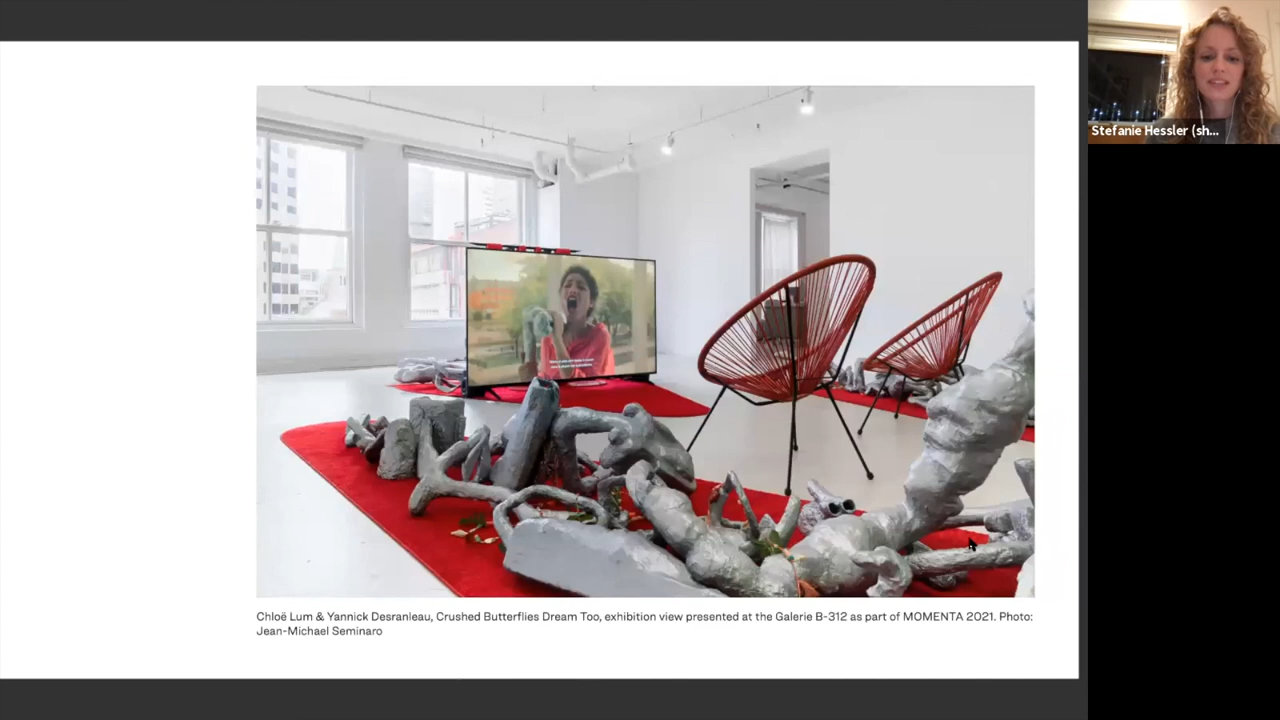 Stefanie Hessler (sh...
Chloë Lum & Yannick Desranleau, Crushed Butterflies Dream Too, exhibition view presented at the Galerie B-312 as part of MOMENTA 2021. Photo:
Jean-Michael Seminaro